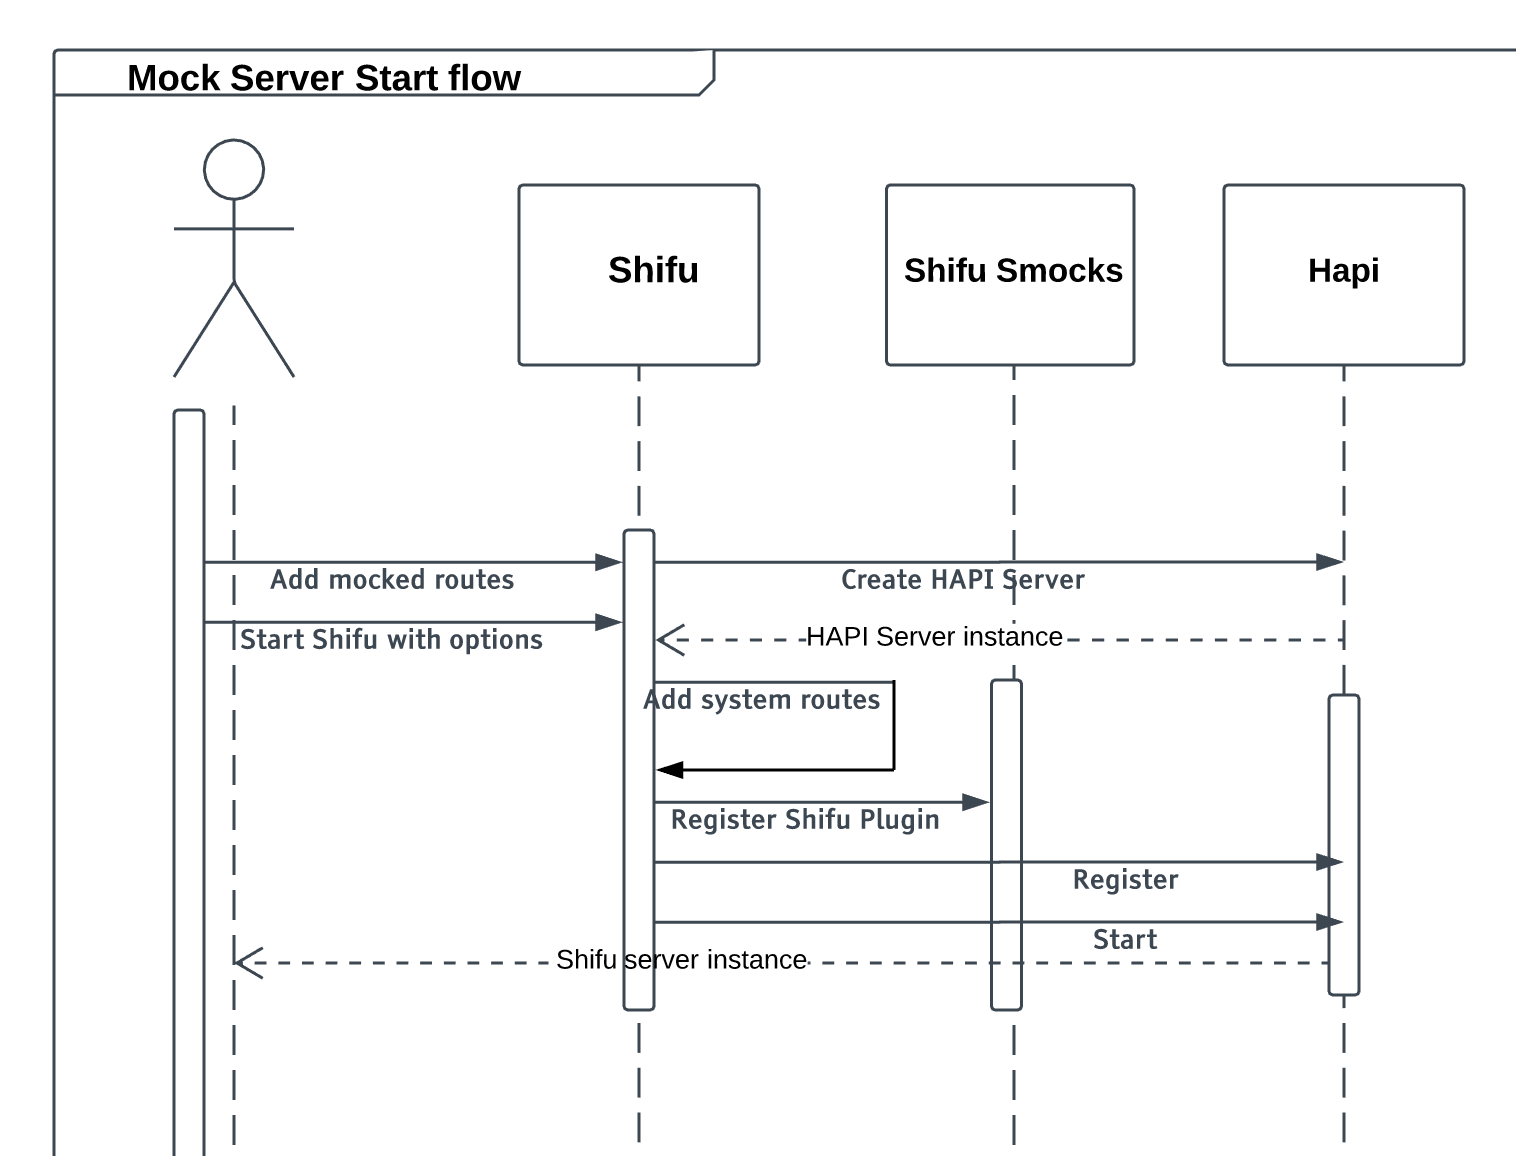 Mock Server Start flow
Shifu
Shifu Smocks
Hapi
Add mocked routes
Create HAPI Server
Start Shifu with options
HAPI Server instance
Add system routes
Register Shifu Plugin
Register
Start
Shifu server instance